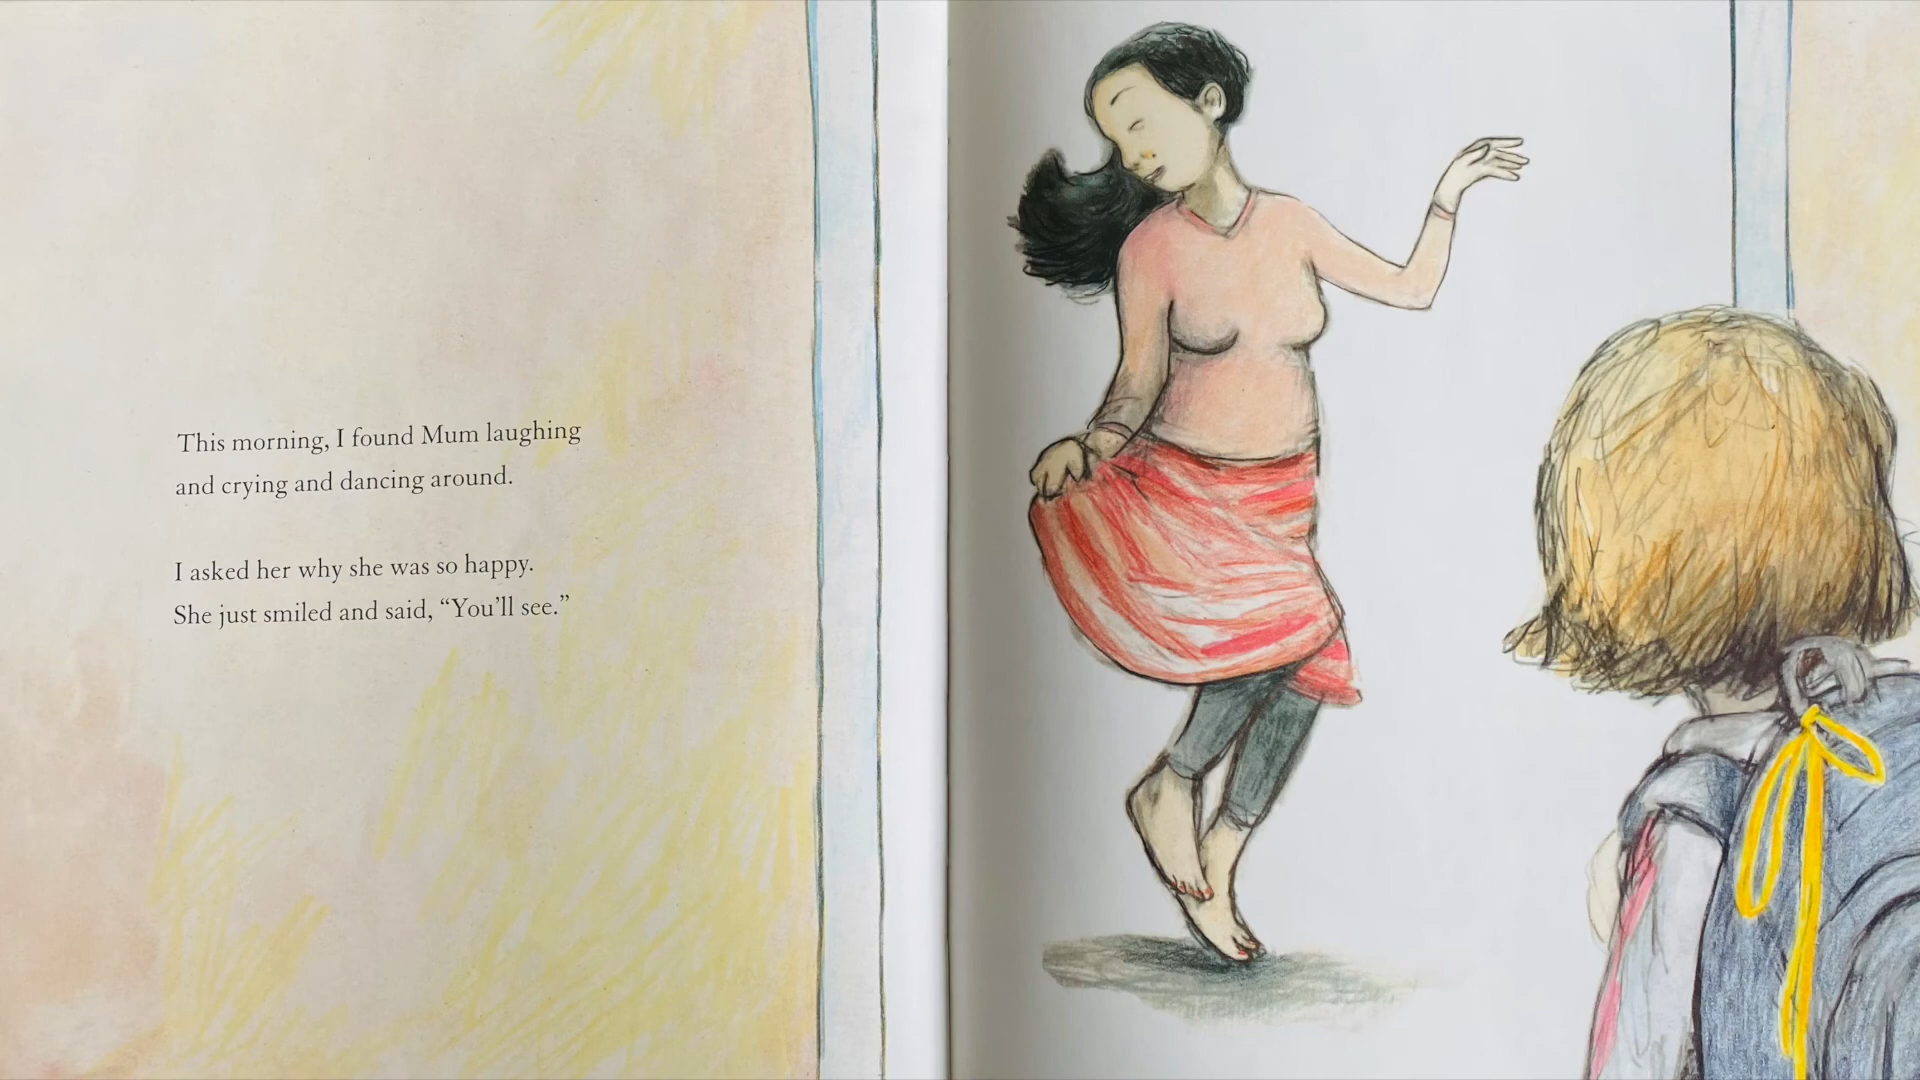 This morning, I found Mum laughing
and crying and dancing around.
I asked her why she was so happy.
She just smiled and said, “You’ll see.”